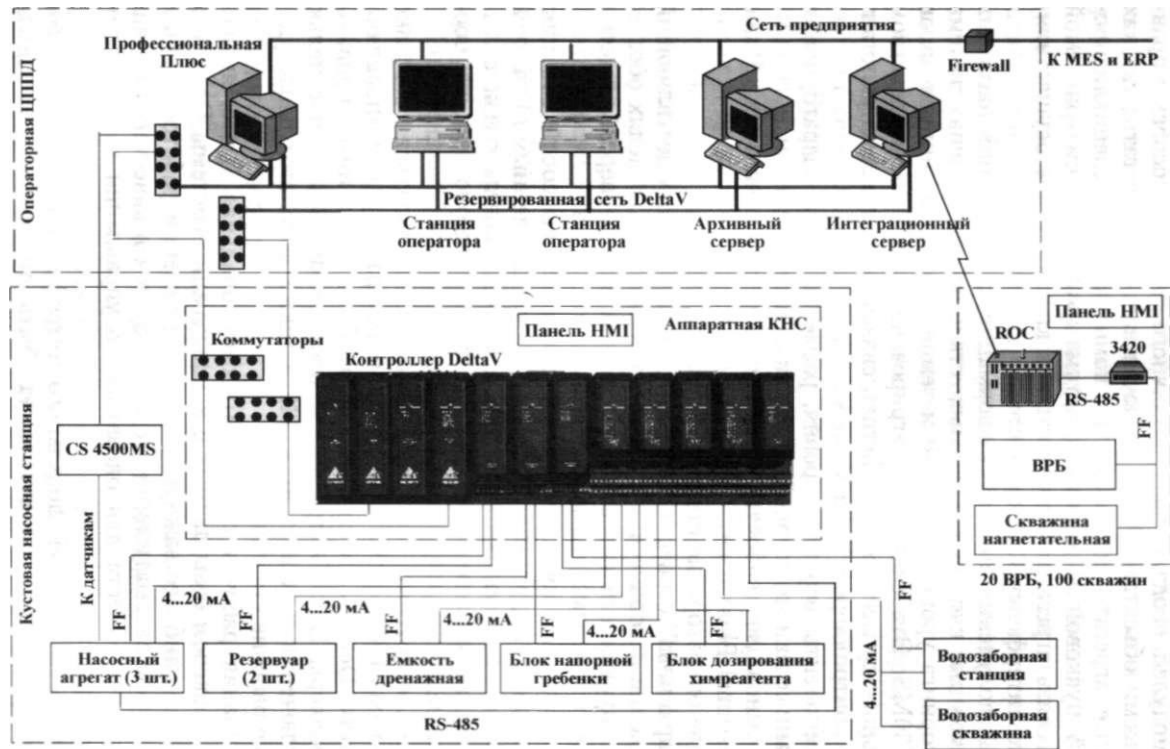 Сеть предприятия
Профессиональная
Плюс
Firewall
К MES и ERP
Операторная ЦППД
Резервированная сеть DeltaV
Станция
оператора
Станция
оператора
Архивный
сервер
Интеграционный
сервер
Панель HMI
Аппаратная КНС
Коммутаторы
Контроллер DeltaV
Панель HMI
ROC
3420
RS-485
FF
ВРБ
Скважина
нагнетательная
20 ВРБ, 100 скважин
Кустовая насосная станция
CS 4500MS
К датчикам
FF
4...20 мА
FF
4...20 мА
FF
4...20 мА
FF
4...20 мА
FF
FF
4...20 мА
Насосный
агрегат (3 шт.)
Резервуар
(2 шт.)
Емкость
дренажная
Блок напорной
гребенки
Блок дозирования
химреагента
Водозаборная
станция
RS-485
Водозаборная
скважина